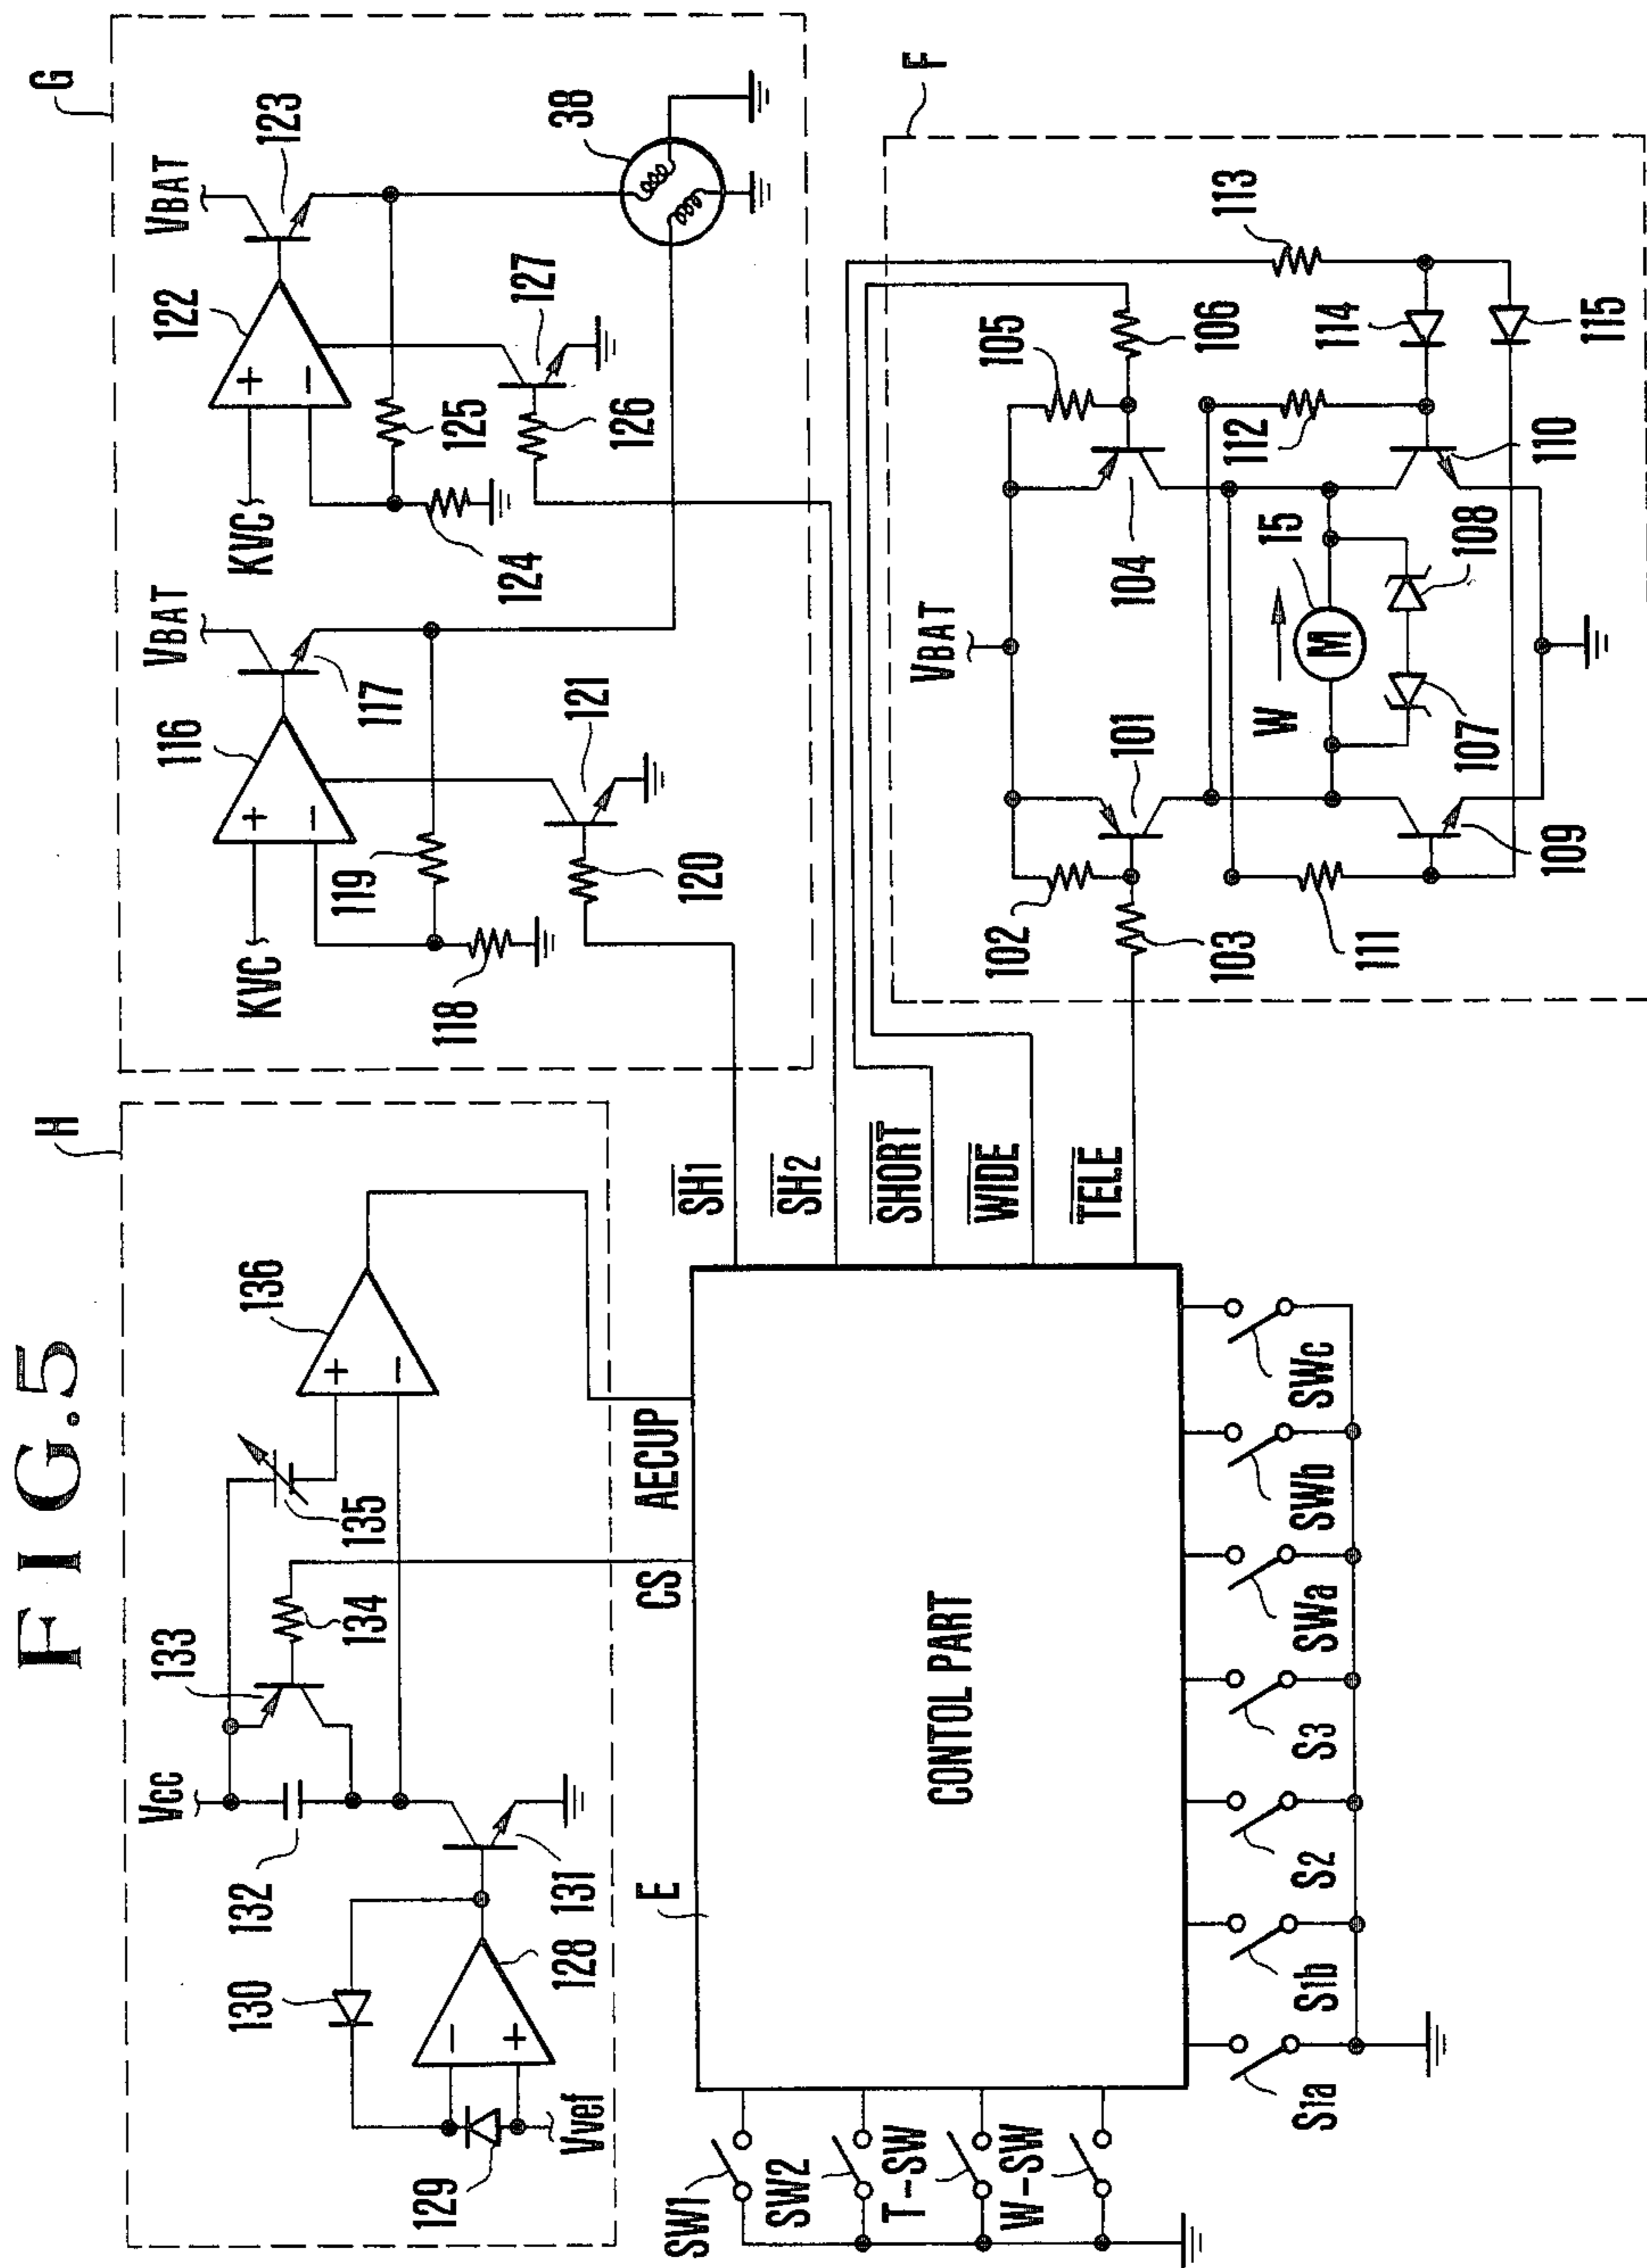 FIG.5
H
Vcc
133
136
132
134
135
130
131
128
129
Vvef
CS
AECUP
G
VBAT
123
122
KVC
127
125
126
124
38
VBAT
116
117
KVC
119
121
118
120
E
CONTOL PART
SH1
SH2
SHORT
WIDE
TELE
SW1
SW2
T-SW
W-SW
S1a
S1b
S2
S3
SWa
SWb
SWc
F
VBAT
113
105
106
104
101
102
103
112
114
115
110
15
M
W
108
107
109
111